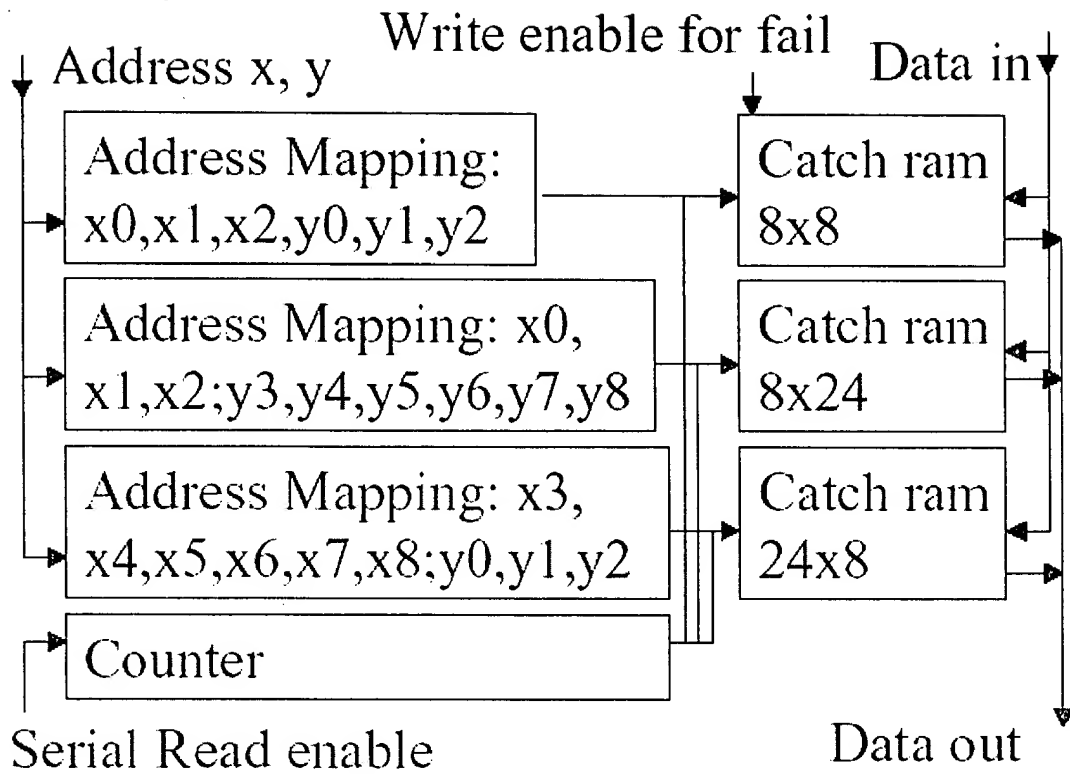 Write enable for fail
Address x, y
Data in
Address Mapping:
x0,x1,x2,y0,y1,y2
Catch ram
8x8
Address Mapping: x0,
x1,x2;y3,y4,y5,y6,y7,y8
Catch ram
8x24
Address Mapping: x3,
x4,x5,x6,x7,x8;y0,y1,y2
Catch ram
24x8
Counter
Serial Read enable
Data out